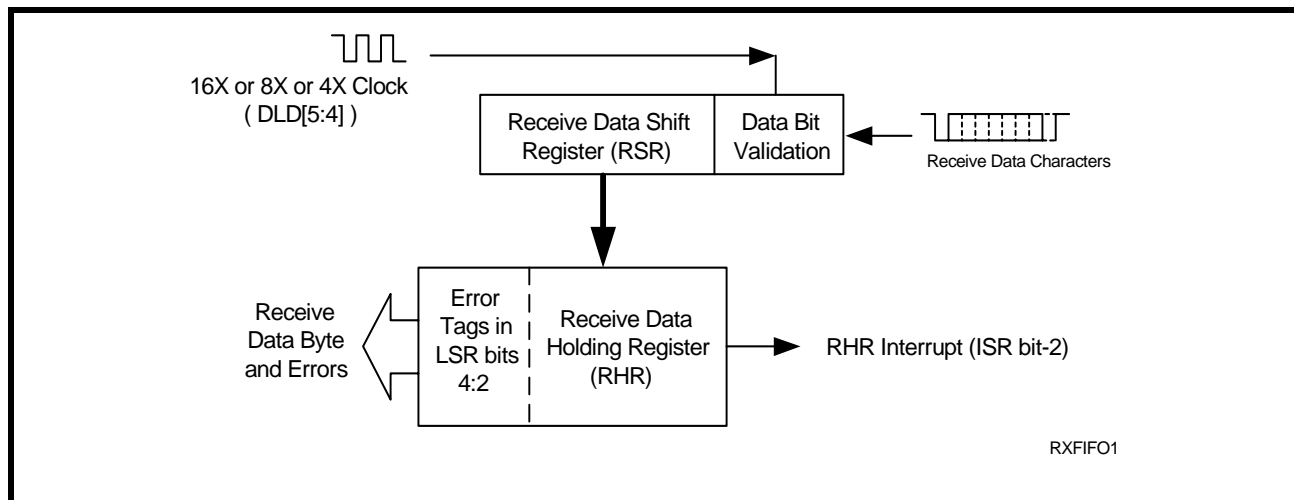 16X or 8X or 4X Clock
( DLD[5:4] )
Receive Data Shift
Register (RSR)
Data Bit
Validation
Receive Data Characters
Receive
Data Byte
and Errors
Error
Tags in
LSR bits
4:2
Receive Data
Holding Register
(RHR)
RHR Interrupt (ISR bit-2)
RXFIFO1